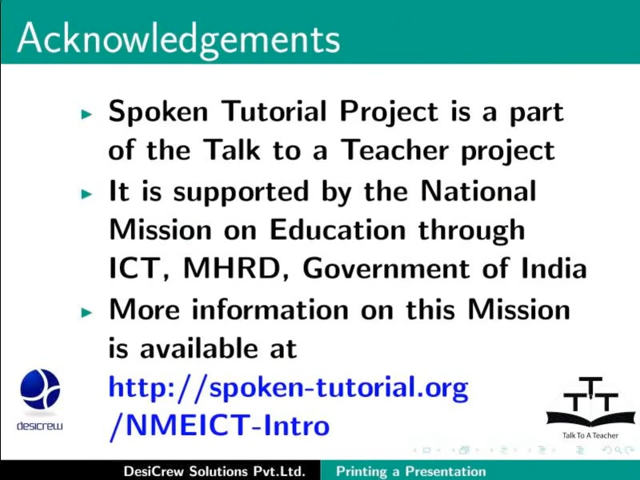 Acknowledgements
Spoken Tutorial Project is a part
of the Talk to a Teacher project
It is supported by the National
Mission on Education through
ICT, MHRD, Government of India
More information on this Mission
is available at
http://spoken-tutorial.org
/NMEICT-Intro
desicrew
TTT
Talk To A Teacher
DesiCrew Solutions Pvt.Ltd. Printing a Presentation